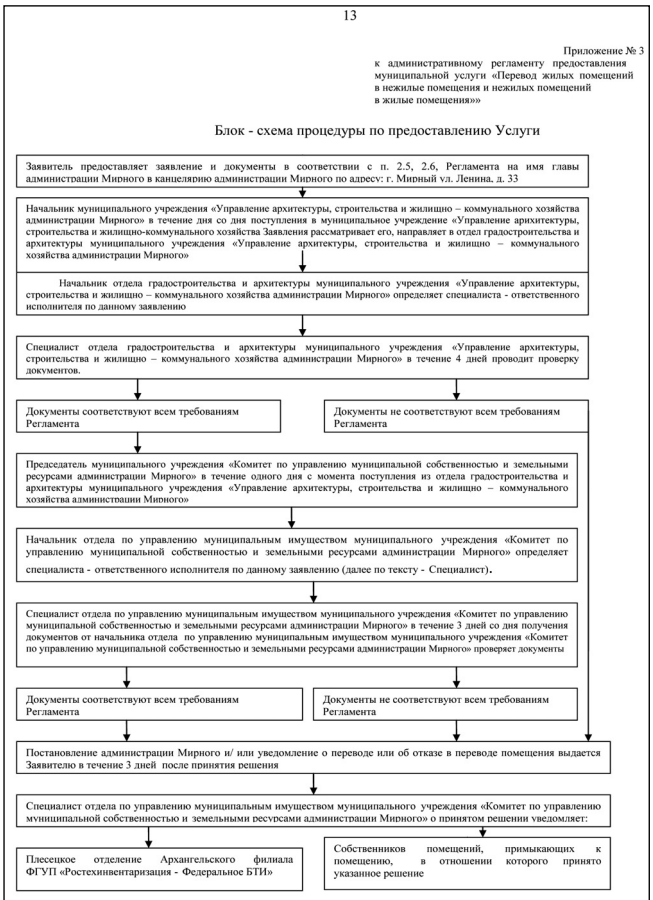 13
Приложение № 3
к административному регламенту предоставления
муниципальной услуги «Перевод жилых помещений
в нежилые помещения и нежилых помещений
в жилые помещения»»
Блок - схема процедуры по предоставлению Услуги
Заявитель предоставляет заявление и документы в соответствии с п. 2.5, 2.6, Регламента на имя главы
администрации Мирного в канцелярию администрации Мирного по адресу: г. Мирный ул. Ленина, д. 33
Начальник муниципального учреждения «Управление архитектуры, строительства и жилищно – коммунального хозяйства
администрации Мирного» в течение дня со дня поступления в муниципальное учреждение «Управление архитектуры,
строительства и жилищно-коммунального хозяйства Заявления рассматривает его, направляет в отдел градостроительства и
архитектуры муниципального учреждения «Управление архитектуры, строительства и жилищно – коммунального
хозяйства администрации Мирного»
Начальник отдела градостроительства и архитектуры муниципального учреждения «Управление архитектуры,
строительства и жилищно – коммунального хозяйства администрации Мирного» определяет специалиста - ответственного
исполнителя по данному заявлению
Специалист отдела градостроительства и архитектуры муниципального учреждения «Управление архитектуры,
строительства и жилищно – коммунального хозяйства администрации Мирного» в течение 4 дней проводит проверку
документов.
Документы соответствуют всем требованиям
Регламента
Документы не соответствуют всем требованиям
Регламента
Председатель муниципального учреждения «Комитет по управлению муниципальной собственностью и земельными
ресурсами администрации Мирного» в течение одного дня с момента поступления из отдела градостроительства и
архитектуры муниципального учреждения «Управление архитектуры, строительства и жилищно – коммунального
хозяйства администрации Мирного»
Начальник отдела по управлению муниципальным имуществом муниципального учреждения «Комитет по
управлению муниципальной собственностью и земельными ресурсами администрации Мирного» определяет
специалиста - ответственного исполнителя по данному заявлению (далее по тексту - Специалист).
Специалист отдела по управлению муниципальным имуществом муниципального учреждения «Комитет по управлению
муниципальной собственностью и земельными ресурсами администрации Мирного» в течение 3 дней со дня получения
документов от начальника отдела по управлению муниципальным имуществом муниципального учреждения «Комитет
по управлению муниципальной собственностью и земельными ресурсами администрации Мирного» проверяет документы
Документы соответствуют всем требованиям
Регламента
Документы не соответствуют всем требованиям
Регламента
Постановление администрации Мирного и/ или уведомление о переводе или об отказе в переводе помещения выдается
Заявителю в течение 3 дней после принятия решения
Специалист отдела по управлению муниципальным имуществом муниципального учреждения «Комитет по управлению
муниципальной собственностью и земельными ресурсами администрации Мирного» о принятом решении уведомляет:
Плесецкое отделение Архангельского филиала
ФГУП «Ростехинвентаризация - Федеральное БТИ»
Собственников помещений, примыкающих к
помещению, в отношении которого принято
указанное решение